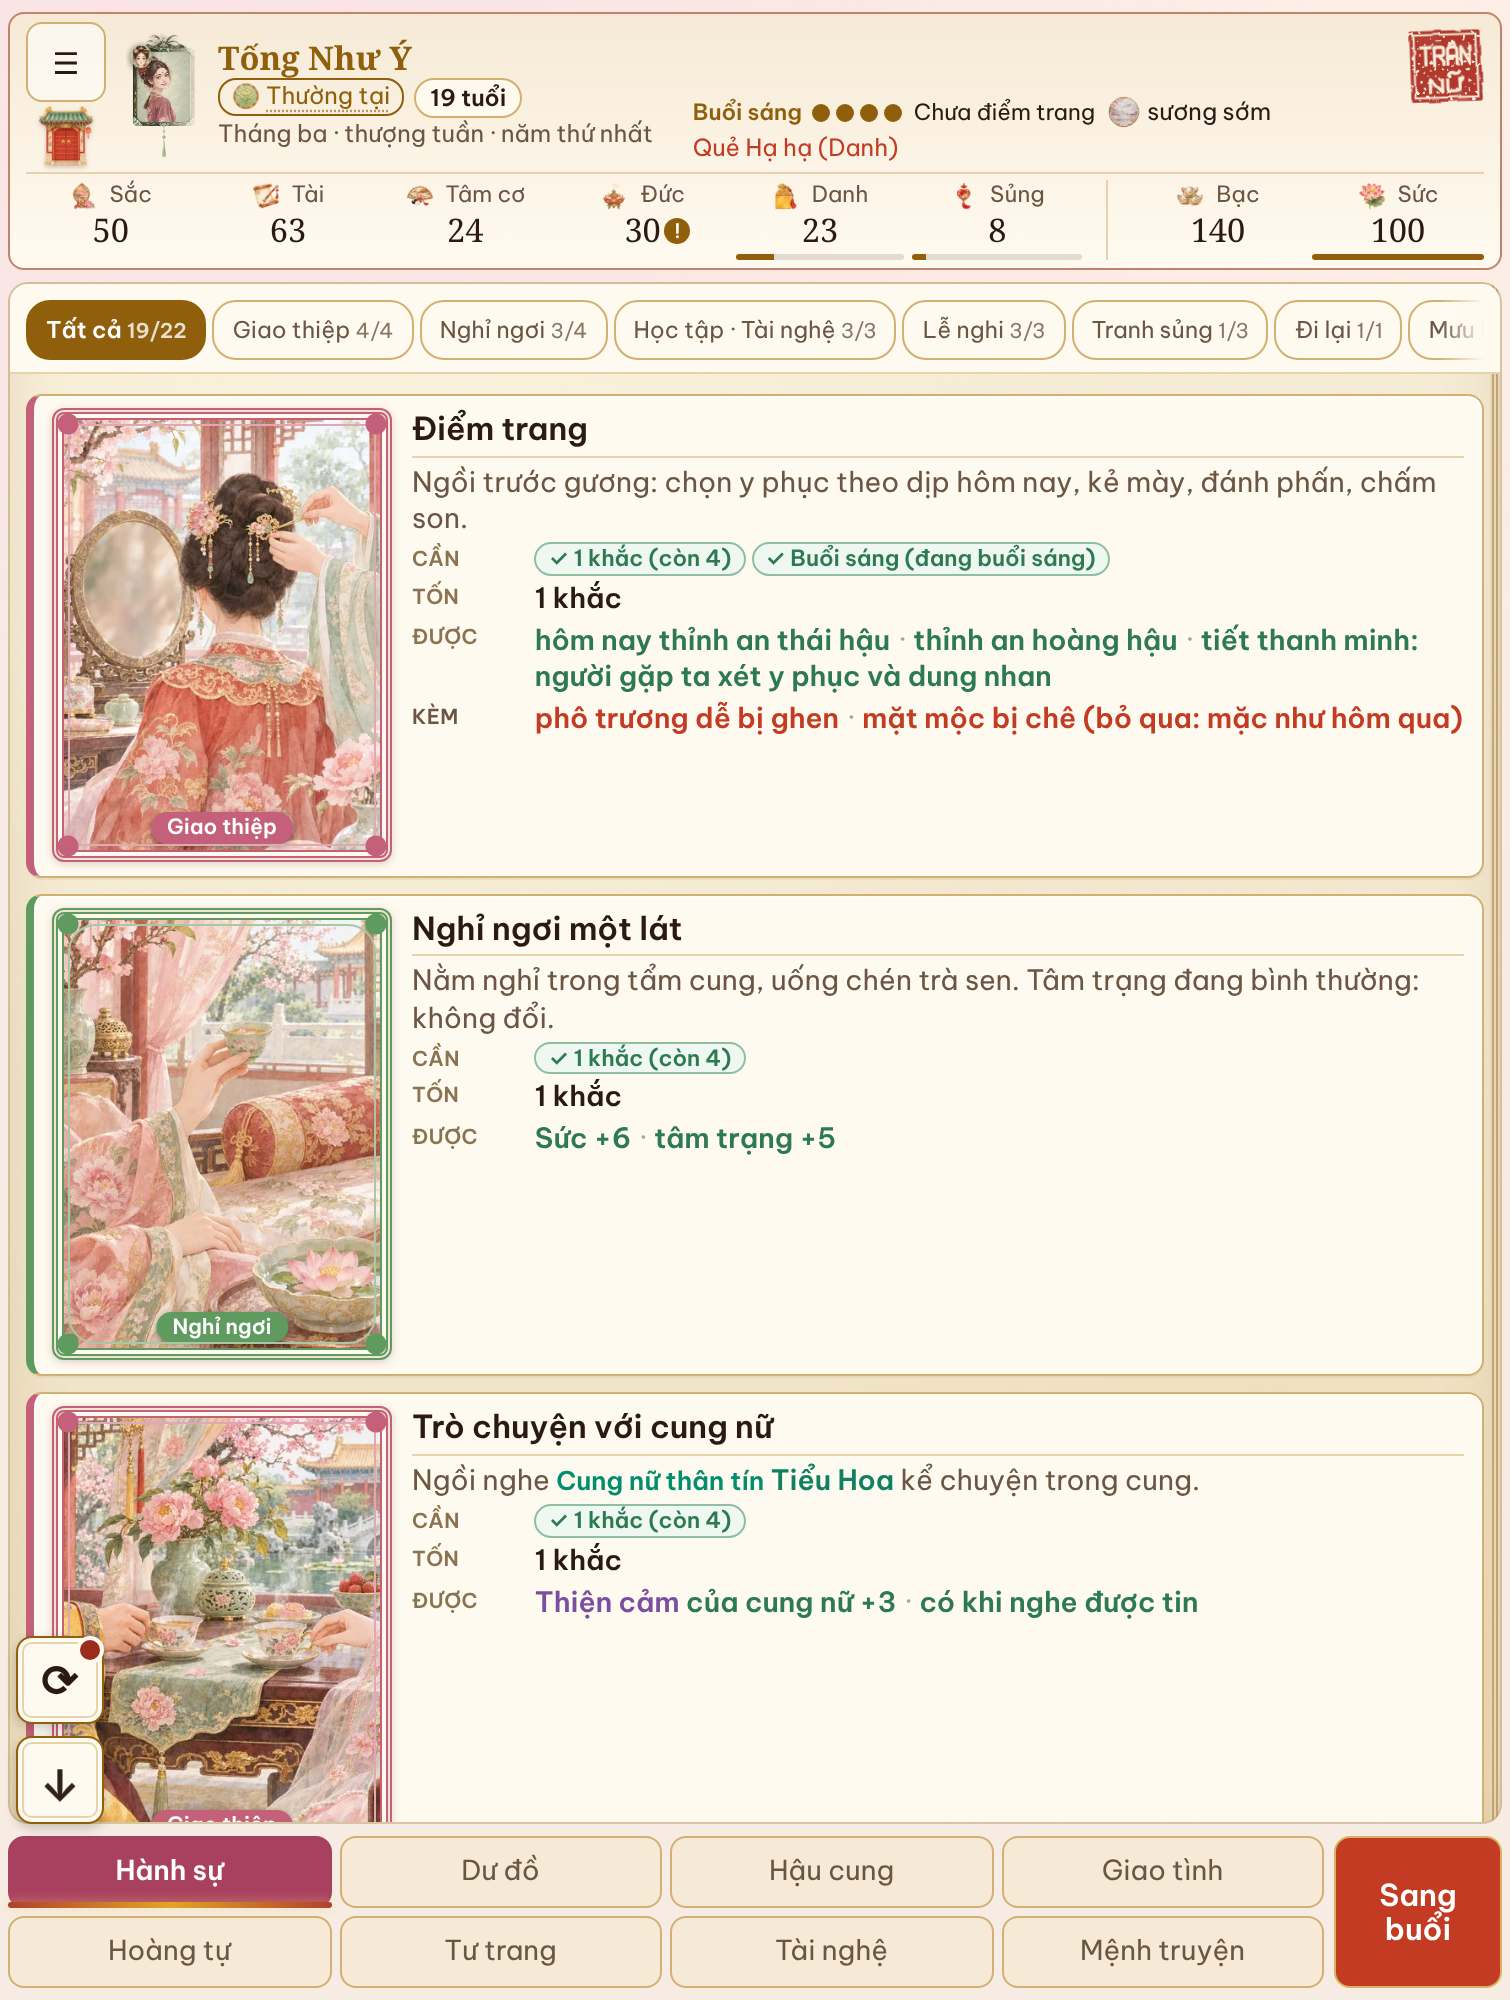 ☰
Tống Như Ý
Thường tại
19 tuổi
Tháng ba · thượng tuần · năm thứ nhất
Buổi sáng
Chưa điểm trang
sương sớm
Quẻ Hạ hạ (Danh)
TRÂN
NỮ
Sắc
50
Tài
63
Tâm cơ
24
Đức
30 !
Danh
23
Sủng
8
Bạc
140
Sức
100
Tất cả 19/22
Giao thiệp 4/4
Nghỉ ngơi 3/4
Học tập · Tài nghệ 3/3
Lễ nghi 3/3
Tranh sủng 1/3
Đi lại 1/1
Mưu
Giao thiệp
Điểm trang
Ngồi trước gương: chọn y phục theo dịp hôm nay, kẻ mày, đánh phấn, chấm
son.
CẦN
✓ 1 khắc (còn 4)
✓ Buổi sáng (đang buổi sáng)
TỐN
1 khắc
ĐƯỢC
hôm nay thỉnh an thái hậu · thỉnh an hoàng hậu · tiết thanh minh:
người gặp ta xét y phục và dung nhan
KÈM
phô trương dễ bị ghen · mặt mộc bị chê (bỏ qua: mặc như hôm qua)
Nghỉ ngơi
Nghỉ ngơi một lát
Nằm nghỉ trong tẩm cung, uống chén trà sen. Tâm trạng đang bình thường:
không đổi.
CẦN
✓ 1 khắc (còn 4)
TỐN
1 khắc
ĐƯỢC
Sức +6 · tâm trạng +5
Giao thiệp
Trò chuyện với cung nữ
Ngồi nghe Cung nữ thân tín Tiểu Hoa kể chuyện trong cung.
CẦN
✓ 1 khắc (còn 4)
TỐN
1 khắc
ĐƯỢC
Thiện cảm của cung nữ +3 · có khi nghe được tin
Hành sự
Dư đồ
Hậu cung
Giao tình
Hoàng tự
Tư trang
Tài nghệ
Mệnh truyện
Sang
buổi